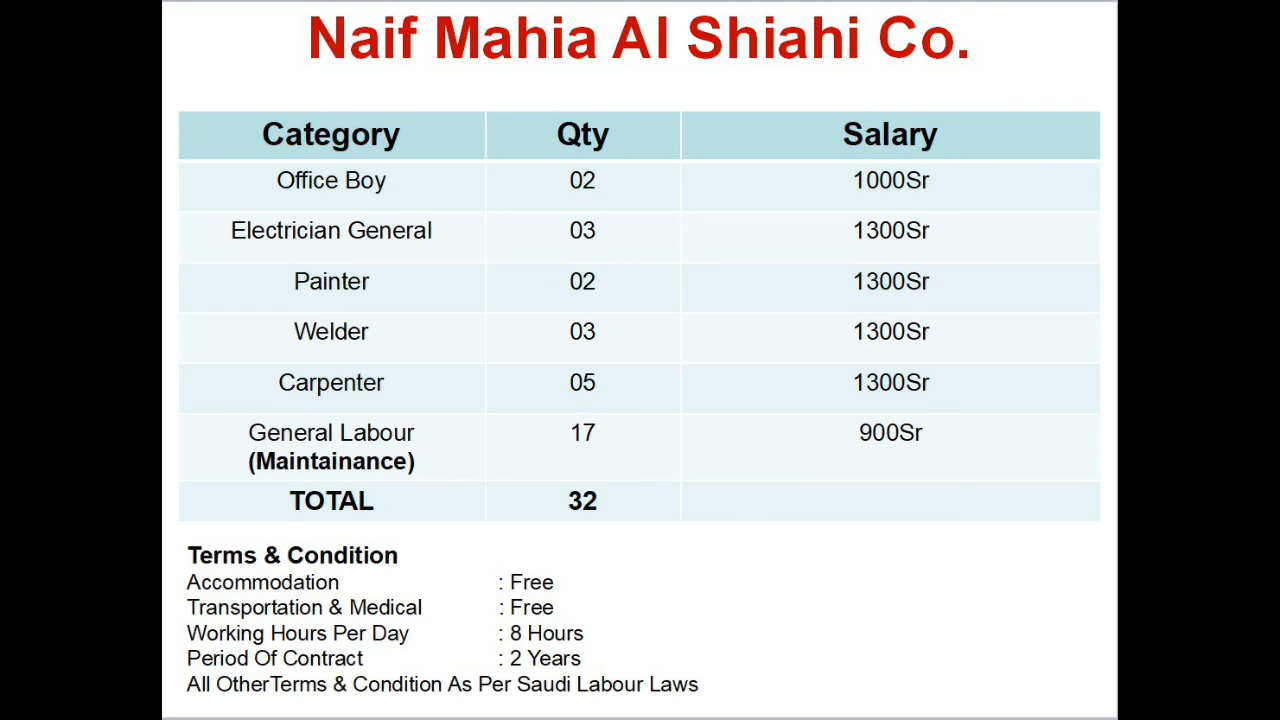 Naif Mahia Al Shiahi Co.
Category Qty Salary
Office Boy 02 1000Sr
Electrician General 03 1300Sr
Painter 02 1300Sr
Welder 03 1300Sr
Carpenter 05 1300Sr
General Labour 17 900Sr
(Maintainance)
TOTAL 32
Terms & Condition
Accommodation : Free
Transportation & Medical : Free
Working Hours Per Day : 8 Hours
Period Of Contract : 2 Years
All OtherTerms & Condition As Per Saudi Labour Laws